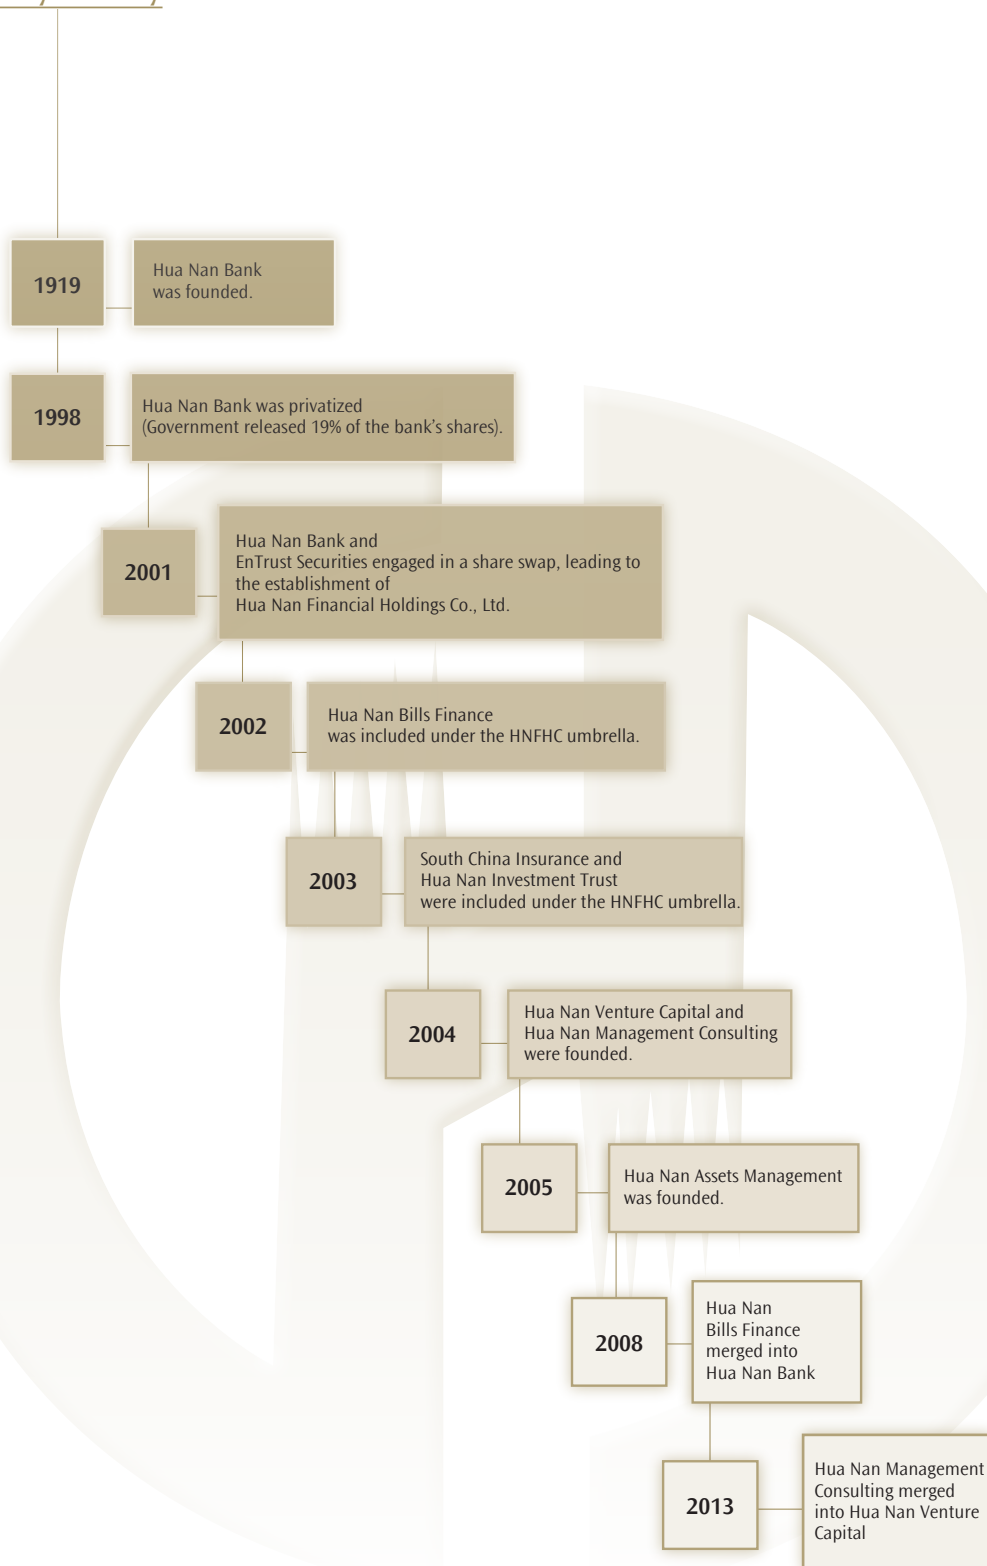 1919
Hua Nan Bank
was founded.
1998
Hua Nan Bank was privatized
(Government released 19% of the bank's shares).
2001
Hua Nan Bank and
EnTrust Securities engaged in a share swap, leading to
the establishment of
Hua Nan Financial Holdings Co., Ltd.
2002
Hua Nan Bills Finance
was included under the HNFHC umbrella.
2003
South China Insurance and
Hua Nan Investment Trust
were included under the HNFHC umbrella.
2004
Hua Nan Venture Capital and
Hua Nan Management Consulting
were founded.
2005
Hua Nan Assets Management
was founded.
2008
Hua Nan
Bills Finance
merged into
Hua Nan Bank
2013
Hua Nan Management
Consulting merged
into Hua Nan Venture
Capital